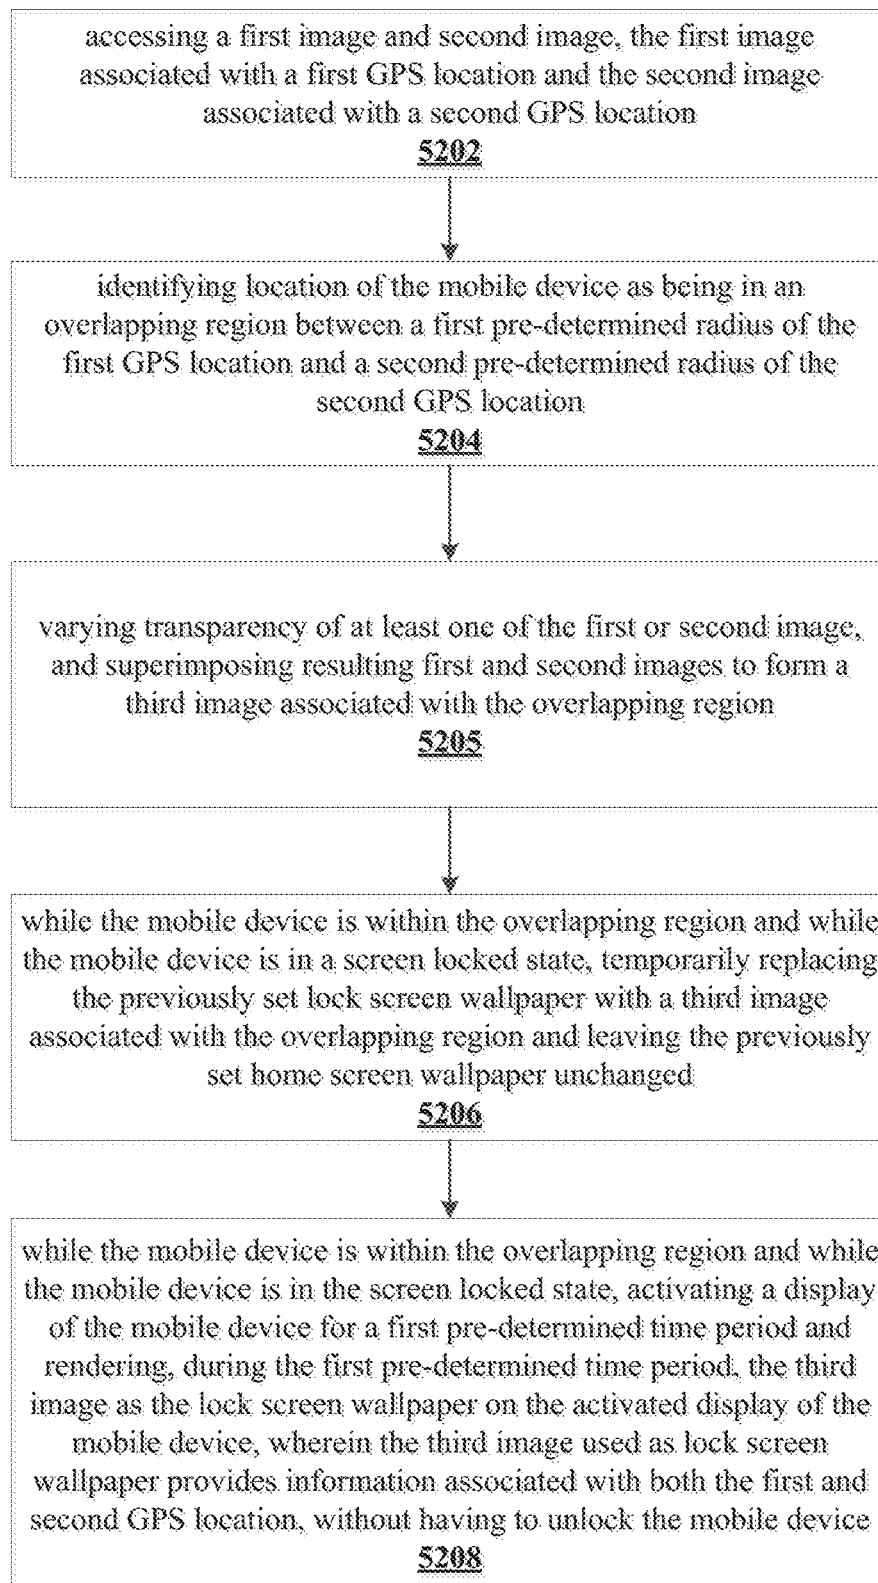 accessing a first image and second image, the first image
associated with a first GPS location and the second image
associated with a second GPS location
5202
identifying location of the mobile device as being in an
overlapping region between a first pre-determined radius of the
first GPS location and a second pre-determined radius of the
second GPS location
5204
varying transparency of at least one of the first or second image,
and superimposing resulting first and second images to form a
third image associated with the overlapping region
5205
while the mobile device is within the overlapping region and while
the mobile device is in a screen locked state, temporarily replacing
the previously set lock screen wallpaper with a third image
associated with the overlapping region and leaving the previously
set home screen wallpaper unchanged
5206
while the mobile device is within the overlapping region and while
the mobile device is in the screen locked state, activating a display
of the mobile device for a first pre-determined time period and
rendering, during the first pre-determined time period, the third
image as the lock screen wallpaper on the activated display of the
mobile device, wherein the third image used as lock screen
wallpaper provides information associated with both the first and
second GPS location, without having to unlock the mobile device
5208